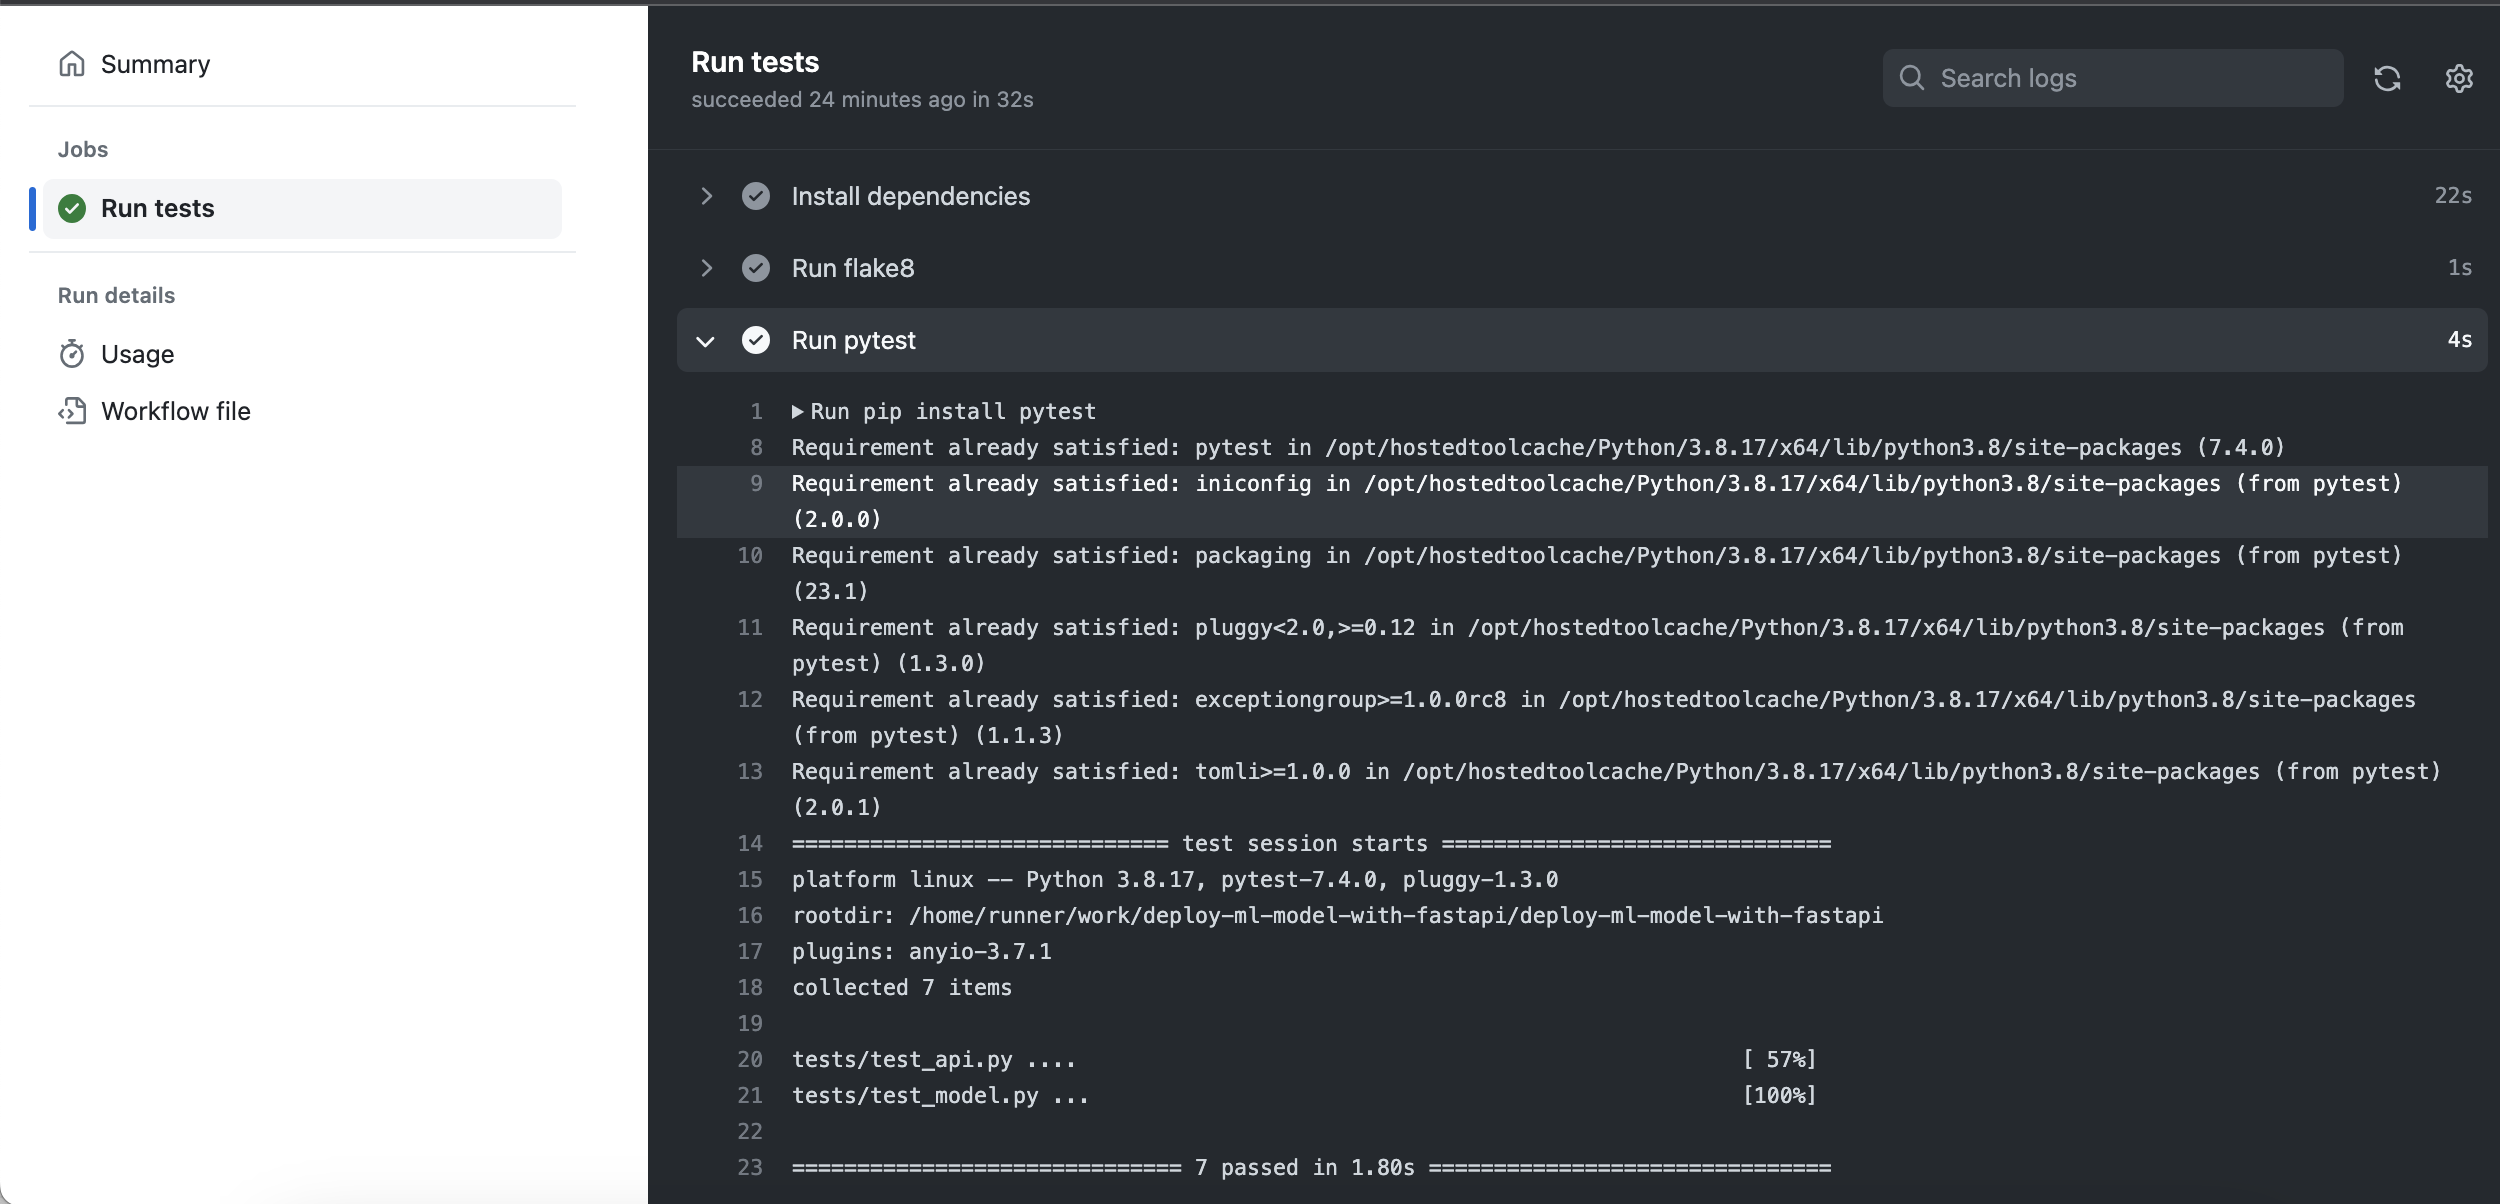 Summary
Jobs
Run tests
Run details
Usage
Workflow file
Run tests
succeeded 24 minutes ago in 32s
Search logs
Install dependencies 22s
Run flake8 1s
Run pytest 4s
1 ▶Run pip install pytest
8 Requirement already satisfied: pytest in /opt/hostedtoolcache/Python/3.8.17/x64/lib/python3.8/site-packages (7.4.0)
9 Requirement already satisfied: iniconfig in /opt/hostedtoolcache/Python/3.8.17/x64/lib/python3.8/site-packages (from pytest)
(2.0.0)
10 Requirement already satisfied: packaging in /opt/hostedtoolcache/Python/3.8.17/x64/lib/python3.8/site-packages (from pytest)
(23.1)
11 Requirement already satisfied: pluggy<2.0,>=0.12 in /opt/hostedtoolcache/Python/3.8.17/x64/lib/python3.8/site-packages (from
pytest) (1.3.0)
12 Requirement already satisfied: exceptiongroup>=1.0.0rc8 in /opt/hostedtoolcache/Python/3.8.17/x64/lib/python3.8/site-packages
(from pytest) (1.1.3)
13 Requirement already satisfied: tomli>=1.0.0 in /opt/hostedtoolcache/Python/3.8.17/x64/lib/python3.8/site-packages (from pytest)
(2.0.1)
14 ============================= test session starts ==============================
15 platform linux -- Python 3.8.17, pytest-7.4.0, pluggy-1.3.0
16 rootdir: /home/runner/work/deploy-ml-model-with-fastapi/deploy-ml-model-with-fastapi
17 plugins: anyio-3.7.1
18 collected 7 items
19
20 tests/test_api.py .... [ 57%]
21 tests/test_model.py ... [100%]
22
23 ============================== 7 passed in 1.80s ===============================